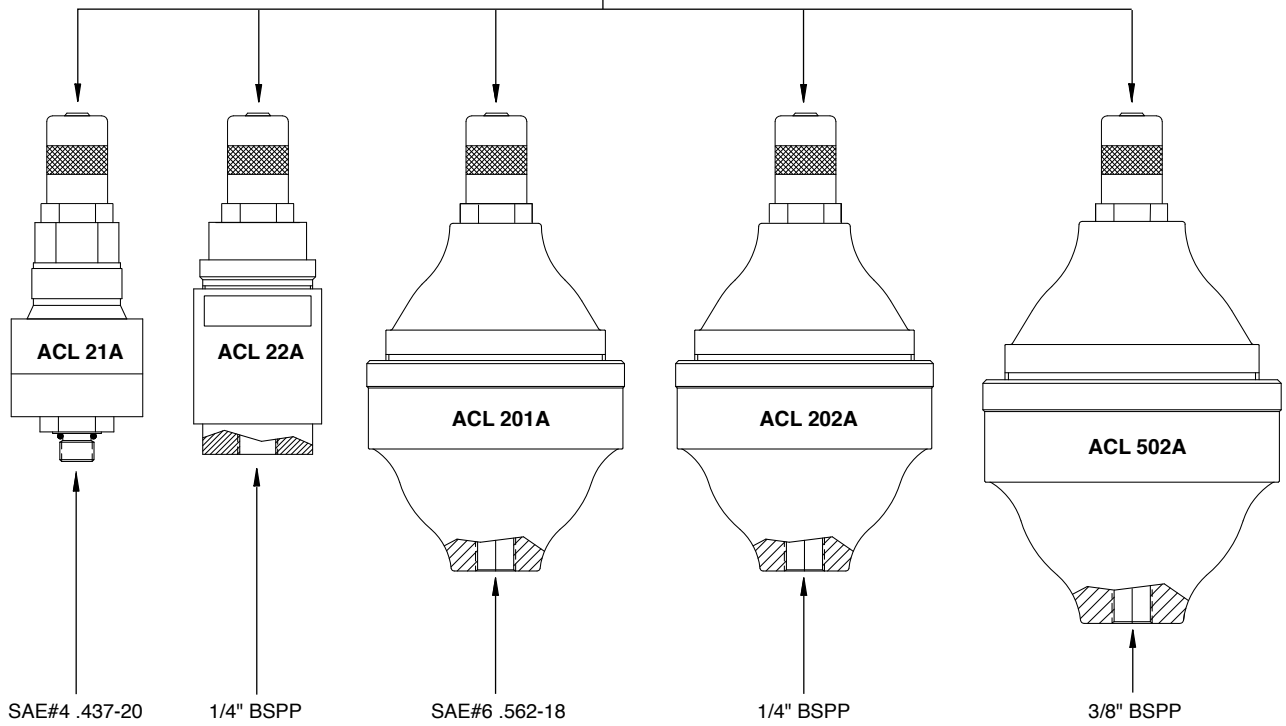 ACL 21A
ACL 22A
ACL 201A
ACL 202A
ACL 502A
SAE#4 .437-20
1/4" BSPP
SAE#6 .562-18
1/4" BSPP
3/8" BSPP